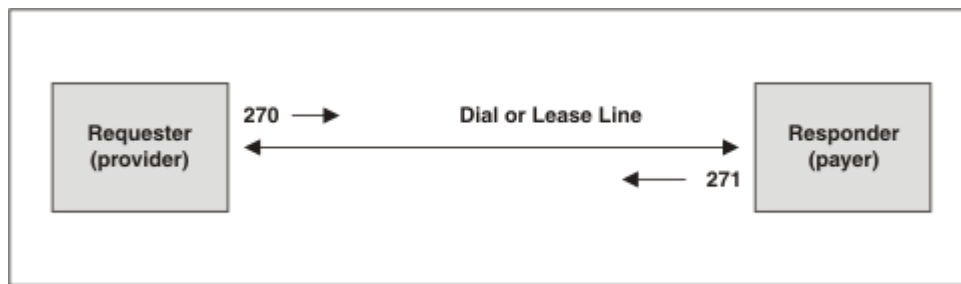 Requester
(provider)
270
Dial or Lease Line
271
Responder
(payer)